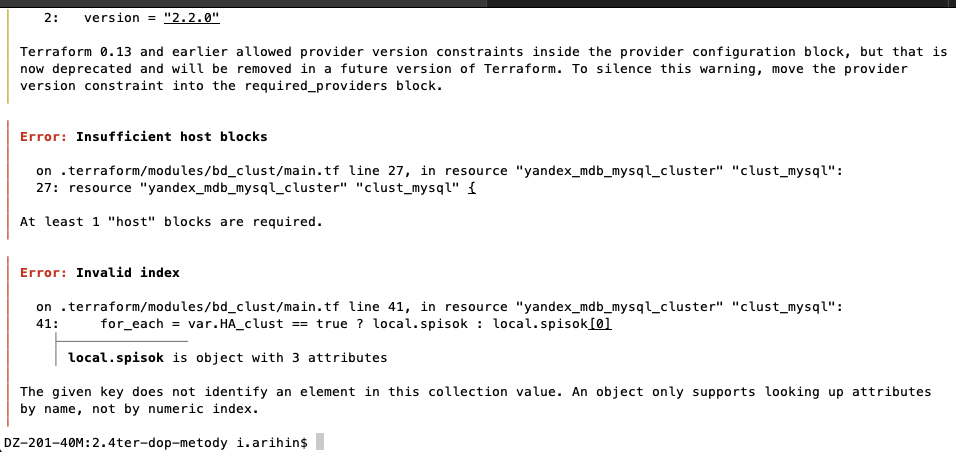 2:   version = "2.2.0"
Terraform 0.13 and earlier allowed provider version constraints inside the provider configuration block, but that is
now deprecated and will be removed in a future version of Terraform. To silence this warning, move the provider
version constraint into the required_providers block.
Error: Insufficient host blocks
on .terraform/modules/bd_clust/main.tf line 27, in resource "yandex_mdb_mysql_cluster" "clust_mysql":
27: resource "yandex_mdb_mysql_cluster" "clust_mysql" {
At least 1 "host" blocks are required.
Error: Invalid index
on .terraform/modules/bd_clust/main.tf line 41, in resource "yandex_mdb_mysql_cluster" "clust_mysql":
41:     for_each = var.HA_clust == true ? local.spisok : local.spisok[0]
local.spisok is object with 3 attributes
The given key does not identify an element in this collection value. An object only supports looking up attributes
by name, not by numeric index.
DZ-201-40M:2.4ter-dop-metody i.arihin$